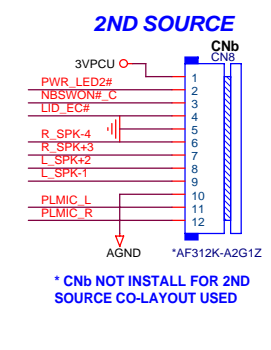 2ND SOURCE
CNb
CN8
3VPCU
1
PWR_LED2#
2
NBSWON#_C
3
LID_EC#
4
5
R_SPK-4
6
R_SPK+3
7
L_SPK+2
8
L_SPK-1
9
10
PLMIC_L
11
PLMIC_R
12
AGND
*AF312K-A2G1Z
* CNb NOT INSTALL FOR 2ND
SOURCE CO-LAYOUT USED